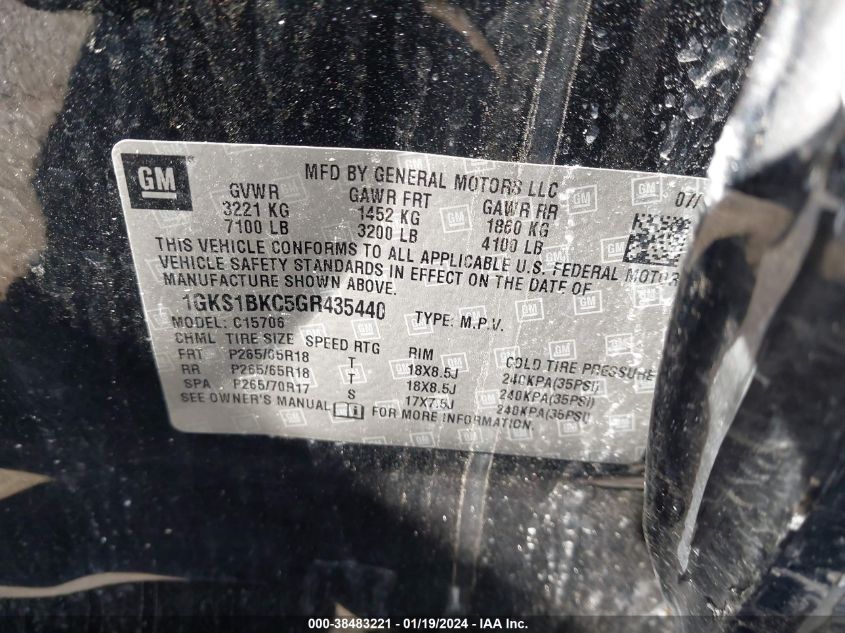 GM
MFD BY GENERAL MOTORS LLC
07/
GVWR GAWR FRT GAWR RR
3221 KG 1452 KG 1860 KG
7100 LB 3200 LB 4100 LB
THIS VEHICLE CONFORMS TO ALL APPLICABLE U.S. FEDERAL MOTOR
VEHICLE SAFETY STANDARDS IN EFFECT ON THE DATE OF
MANUFACTURE SHOWN ABOVE.
1GKS1BKC5GR435440
TYPE: M.P.V.
MODEL: C15706
CHML TIRE SIZE SPEED RTG RIM COLD TIRE PRESSURE
FRT P265/65R18 T 18X8.5J 240KPA(35PSI)
RR P265/65R18 T 18X8.5J 240KPA(35PSI)
SPA P265/70R17 S 17X7.5J 240KPA(35PSI)
SEE OWNER'S MANUAL FOR MORE INFORMATION.
000-38483221 - 01/19/2024 - IAA Inc.